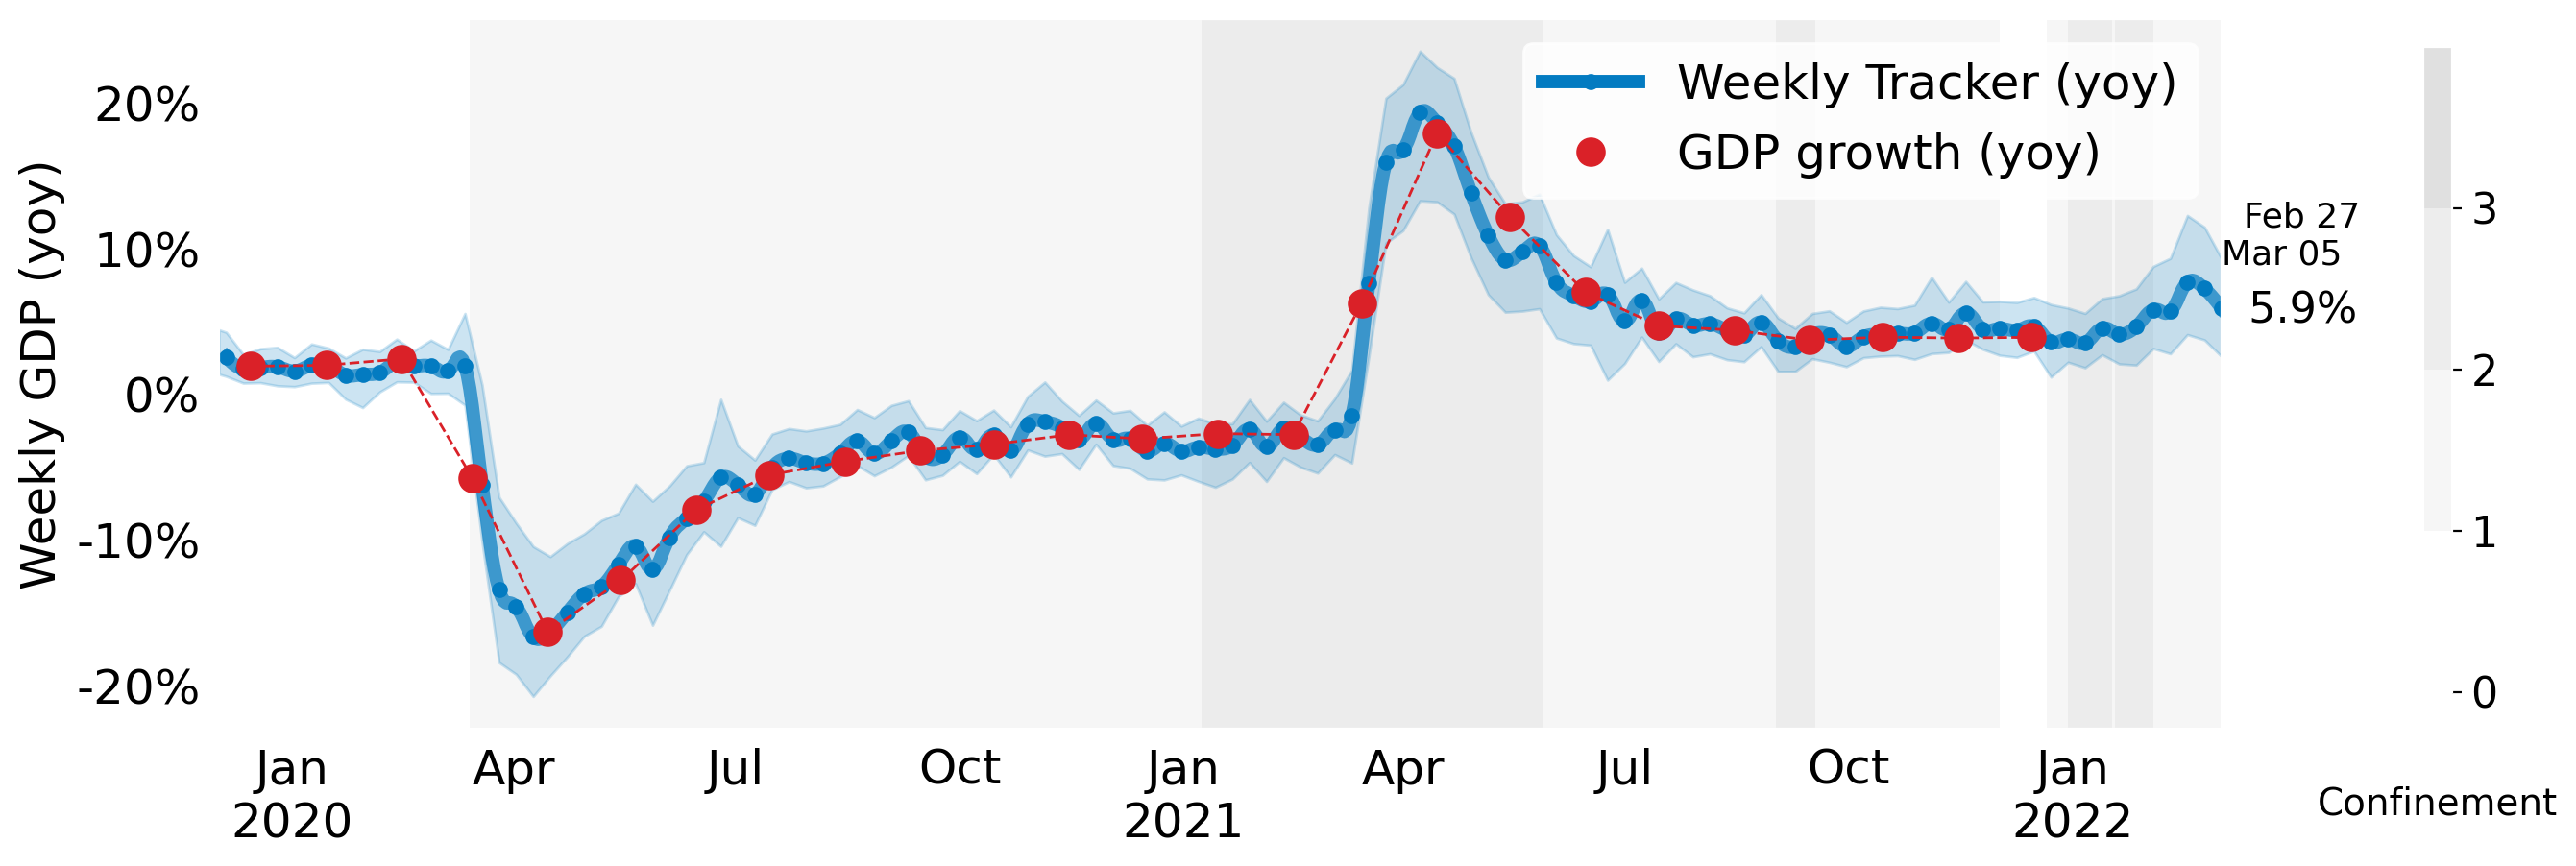 Weekly GDP (yoy)
20%
10%
0%
-10%
-20%
Weekly Tracker (yoy)
GDP growth (yoy)
Feb 27
Mar 05
5.9%
3
2
1
0
Jan
2020
Apr
Jul
Oct
Jan
2021
Apr
Jul
Oct
Jan
2022
Confinement